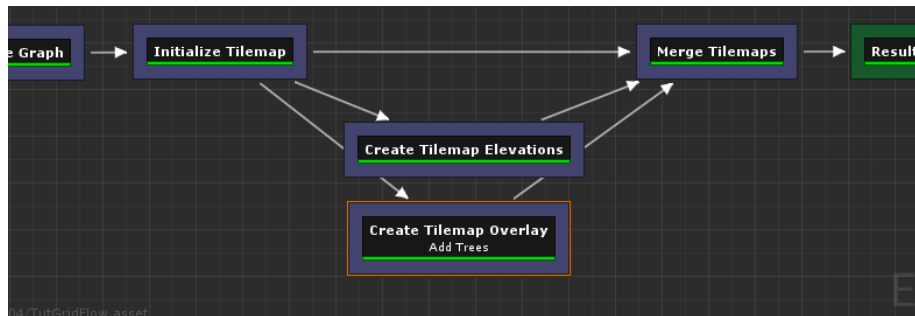 e Graph
Initialize Tilemap
Merge Tilemaps
Result
Create Tilemap Elevations
Create Tilemap Overlay
Add Trees
E
04/TutGridFlow.asset